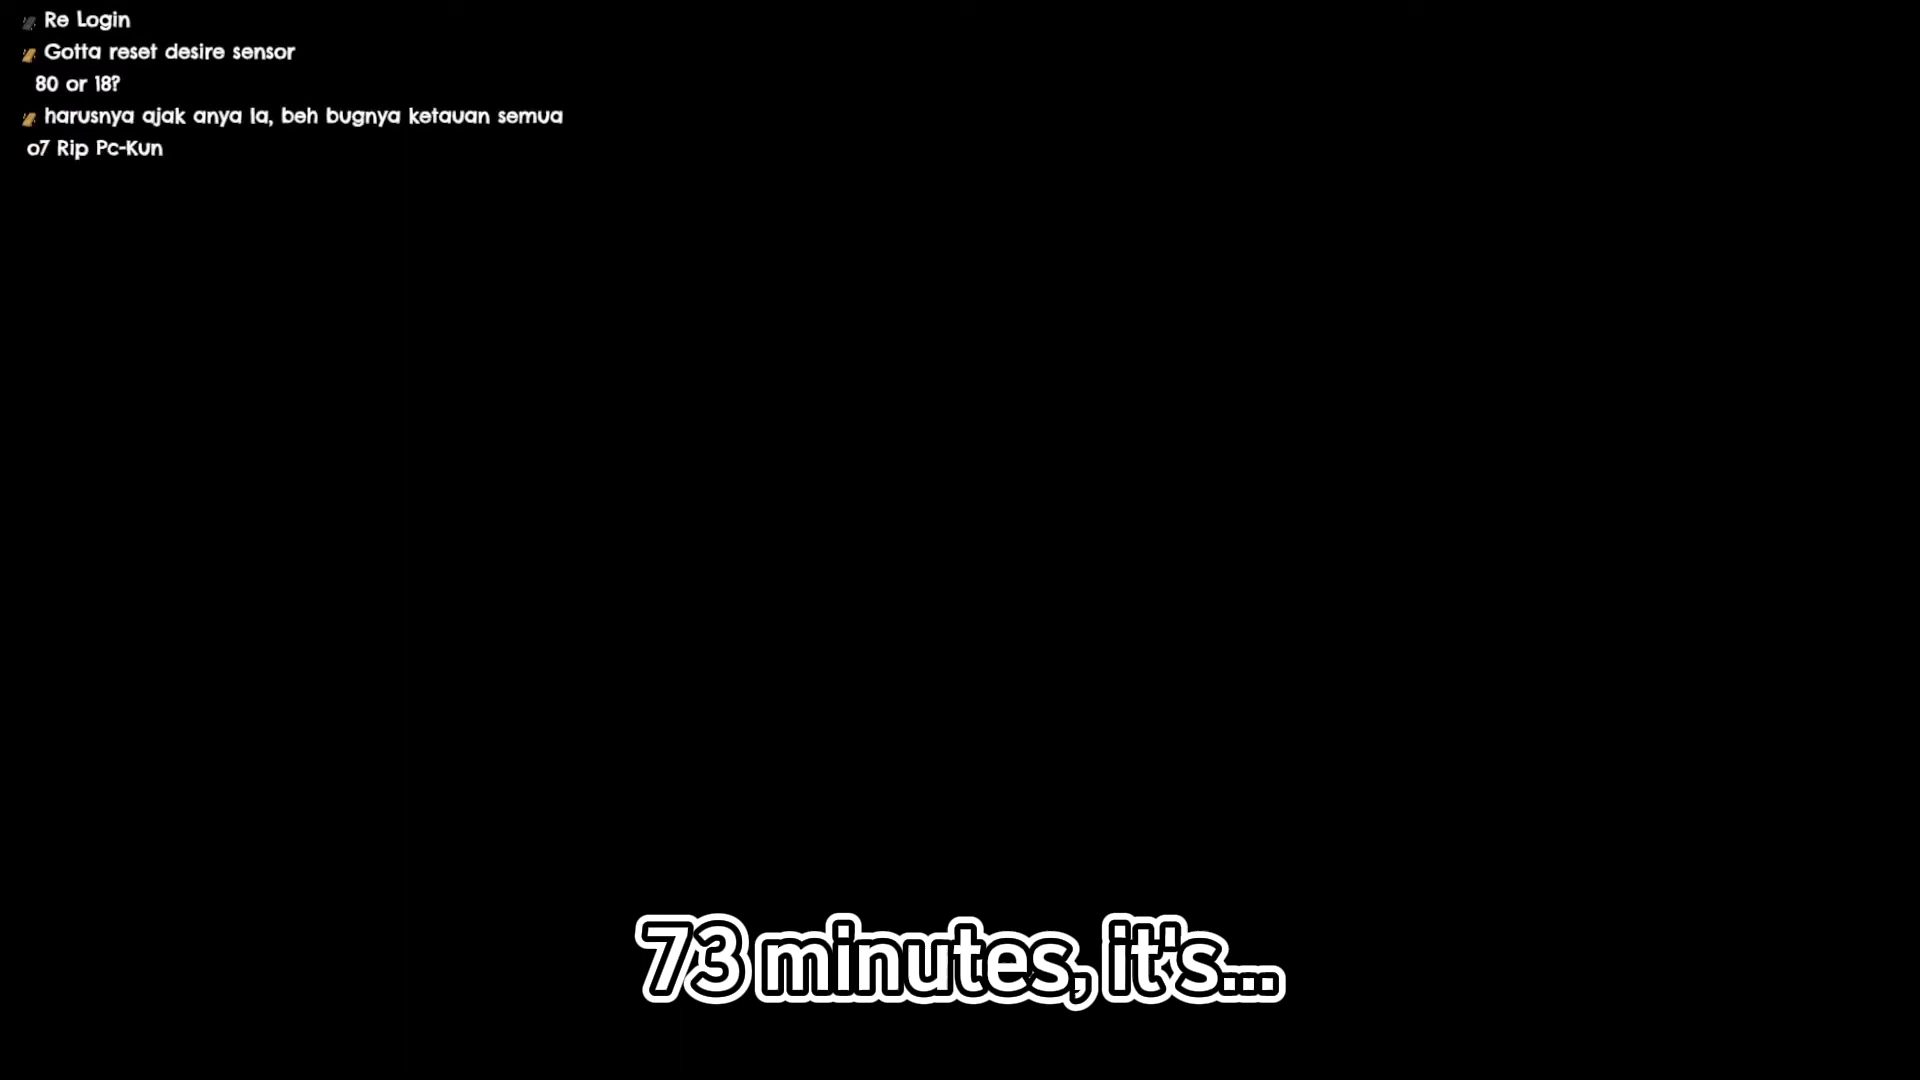 Re Login
Gotta reset desire sensor
80 or 18?
harusnya ajak anya la, beh bugnya ketauan semua
o7 Rip Pc-Kun
73 minutes, it's...